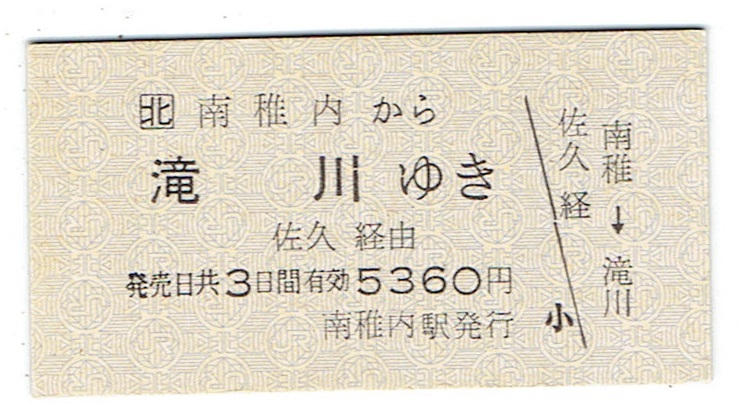 北 南稚内から
滝川ゆき
佐久経由
発売日共3日間有効5360円
南稚内駅発行
南稚→滝川
佐久経
小